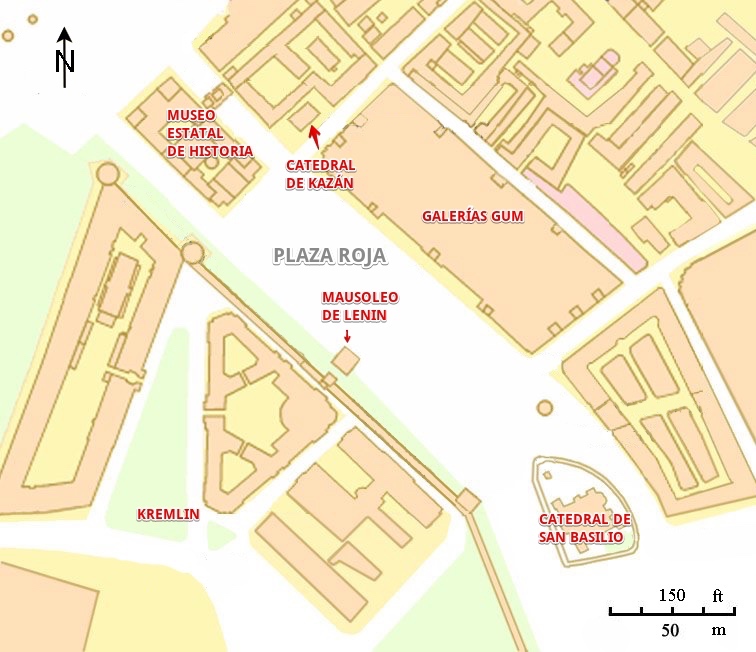 N
MUSEO
ESTATAL
DE HISTORIA
CATEDRAL
DE KAZÁN
GALERÍAS GUM
PLAZA ROJA
MAUSOLEO
DE LENIN
KREMLIN
CATEDRAL DE
SAN BASILIO
150 ft
50 m